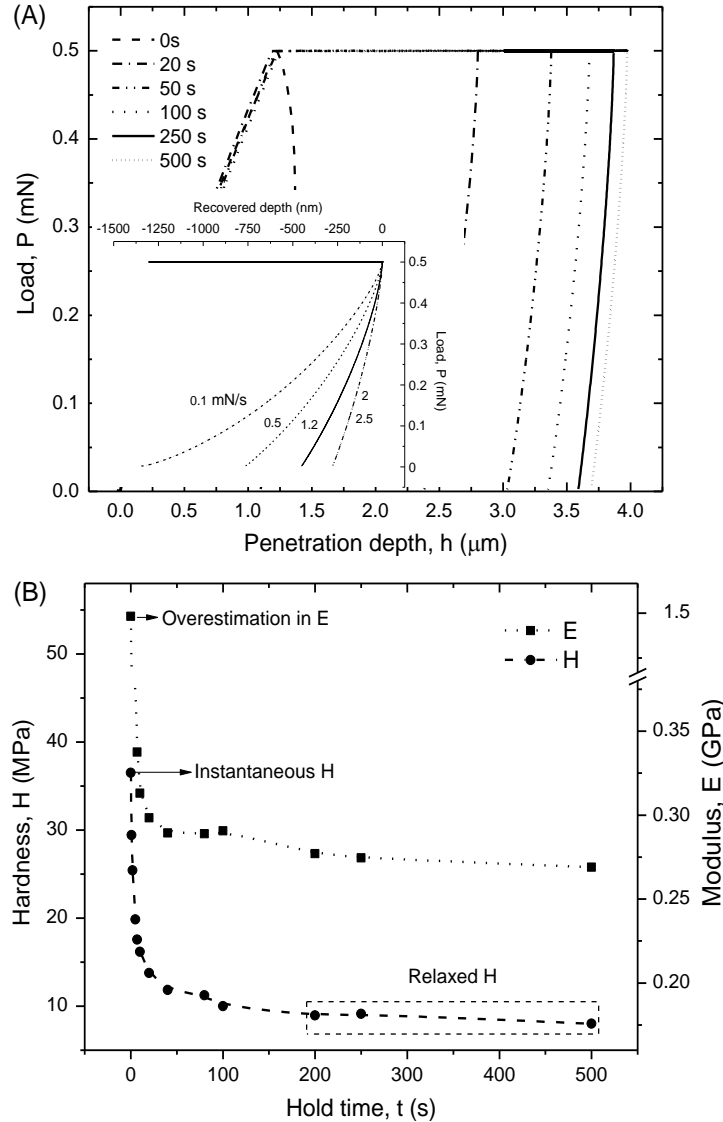 (A)
0s
20 s
50 s
100 s
250 s
500 s
Load, P (mN)
0.5
0.4
0.3
0.2
0.1
0.0
Recovered depth (nm)
-1500 -1250 -1000 -750 -500 -250 0
0.5
0.4
0.3
0.2
0.1
0
Load, P (mN)
0.1 mN/s
0.5
1.2
2
2.5
0.0 0.5 1.0 1.5 2.0 2.5 3.0 3.5 4.0
Penetration depth, h (μm)
(B)
Overestimation in E
E
H
Instantaneous H
Relaxed H
Hardness, H (MPa)
50
40
30
20
10
1.5
0.35
0.30
0.25
0.20
Modulus, E (GPa)
0 100 200 300 400 500
Hold time, t (s)